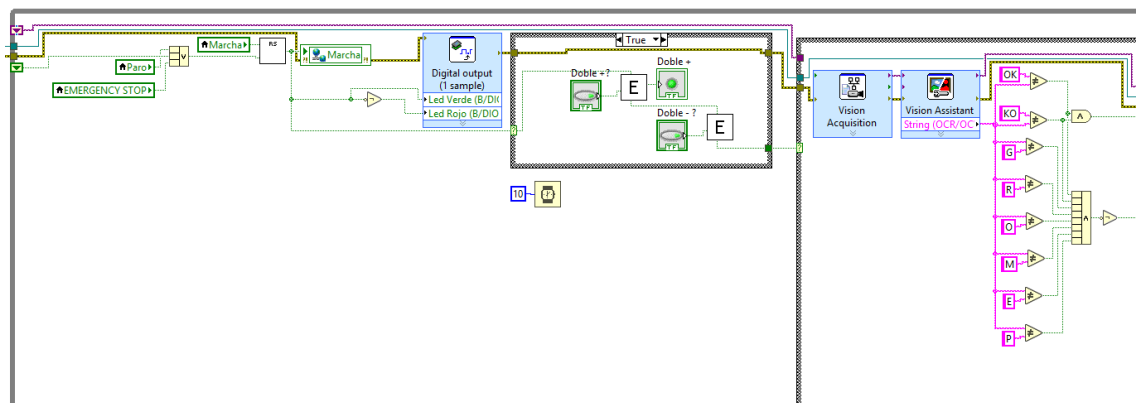 Marcha
Paro
EMERGENCY STOP
RS
Marcha
Digital output
(1 sample)
Led Verde (B/DIO
Led Rojo (B/DIO
True
Doble +?
E
Doble +
Doble - ?
E
10
Vision
Acquisition
Vision Assistant
String (OCR/OC
OK
KO
G
R
O
M
E
P